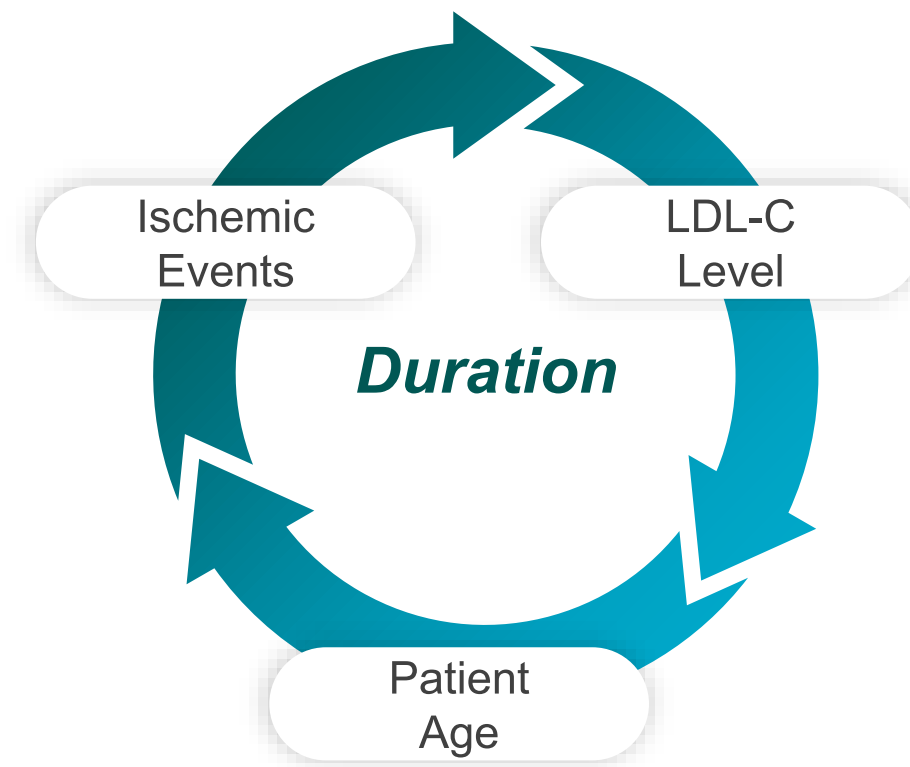 Ischemic
Events
LDL-C
Level
Duration
Patient
Age